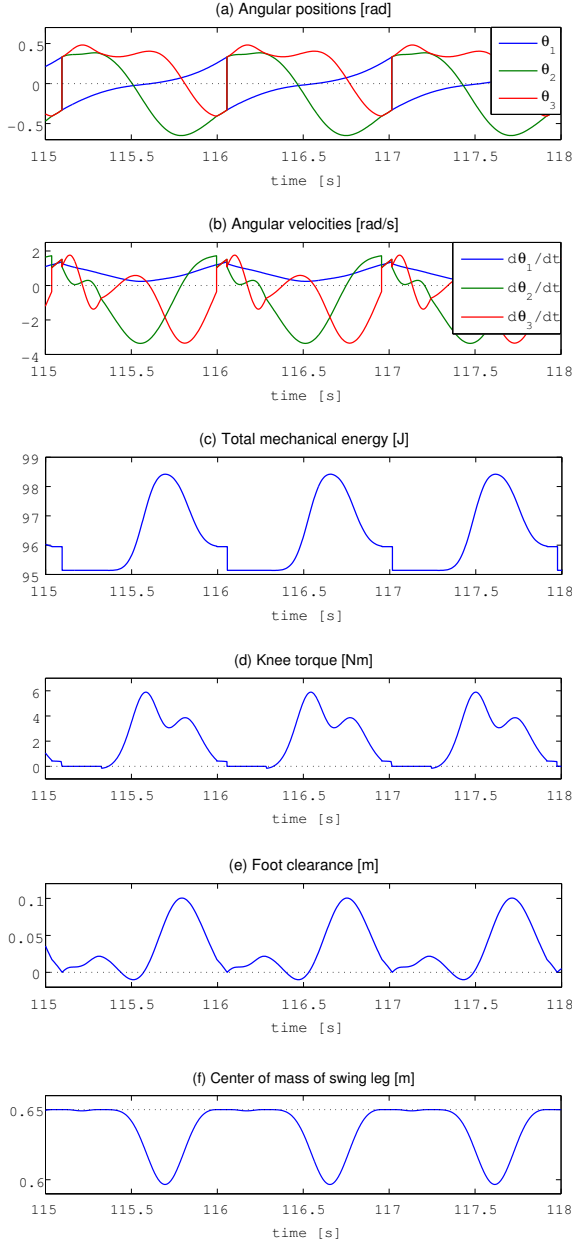 (a) Angular positions [rad]
0.5
0
−0.5
θ1
θ2
θ3
115 115.5 116 116.5 117 117.5 118
time [s]
(b) Angular velocities [rad/s]
2
0
−2
−4
dθ1/dt
dθ2/dt
dθ3/dt
115 115.5 116 116.5 117 117.5 118
time [s]
(c) Total mechanical energy [J]
99
98
97
96
95
115 115.5 116 116.5 117 117.5 118
time [s]
(d) Knee torque [Nm]
6
4
2
0
115 115.5 116 116.5 117 117.5 118
time [s]
(e) Foot clearance [m]
0.1
0.05
0
115 115.5 116 116.5 117 117.5 118
time [s]
(f) Center of mass of swing leg [m]
0.65
0.6
115 115.5 116 116.5 117 117.5 118
time [s]